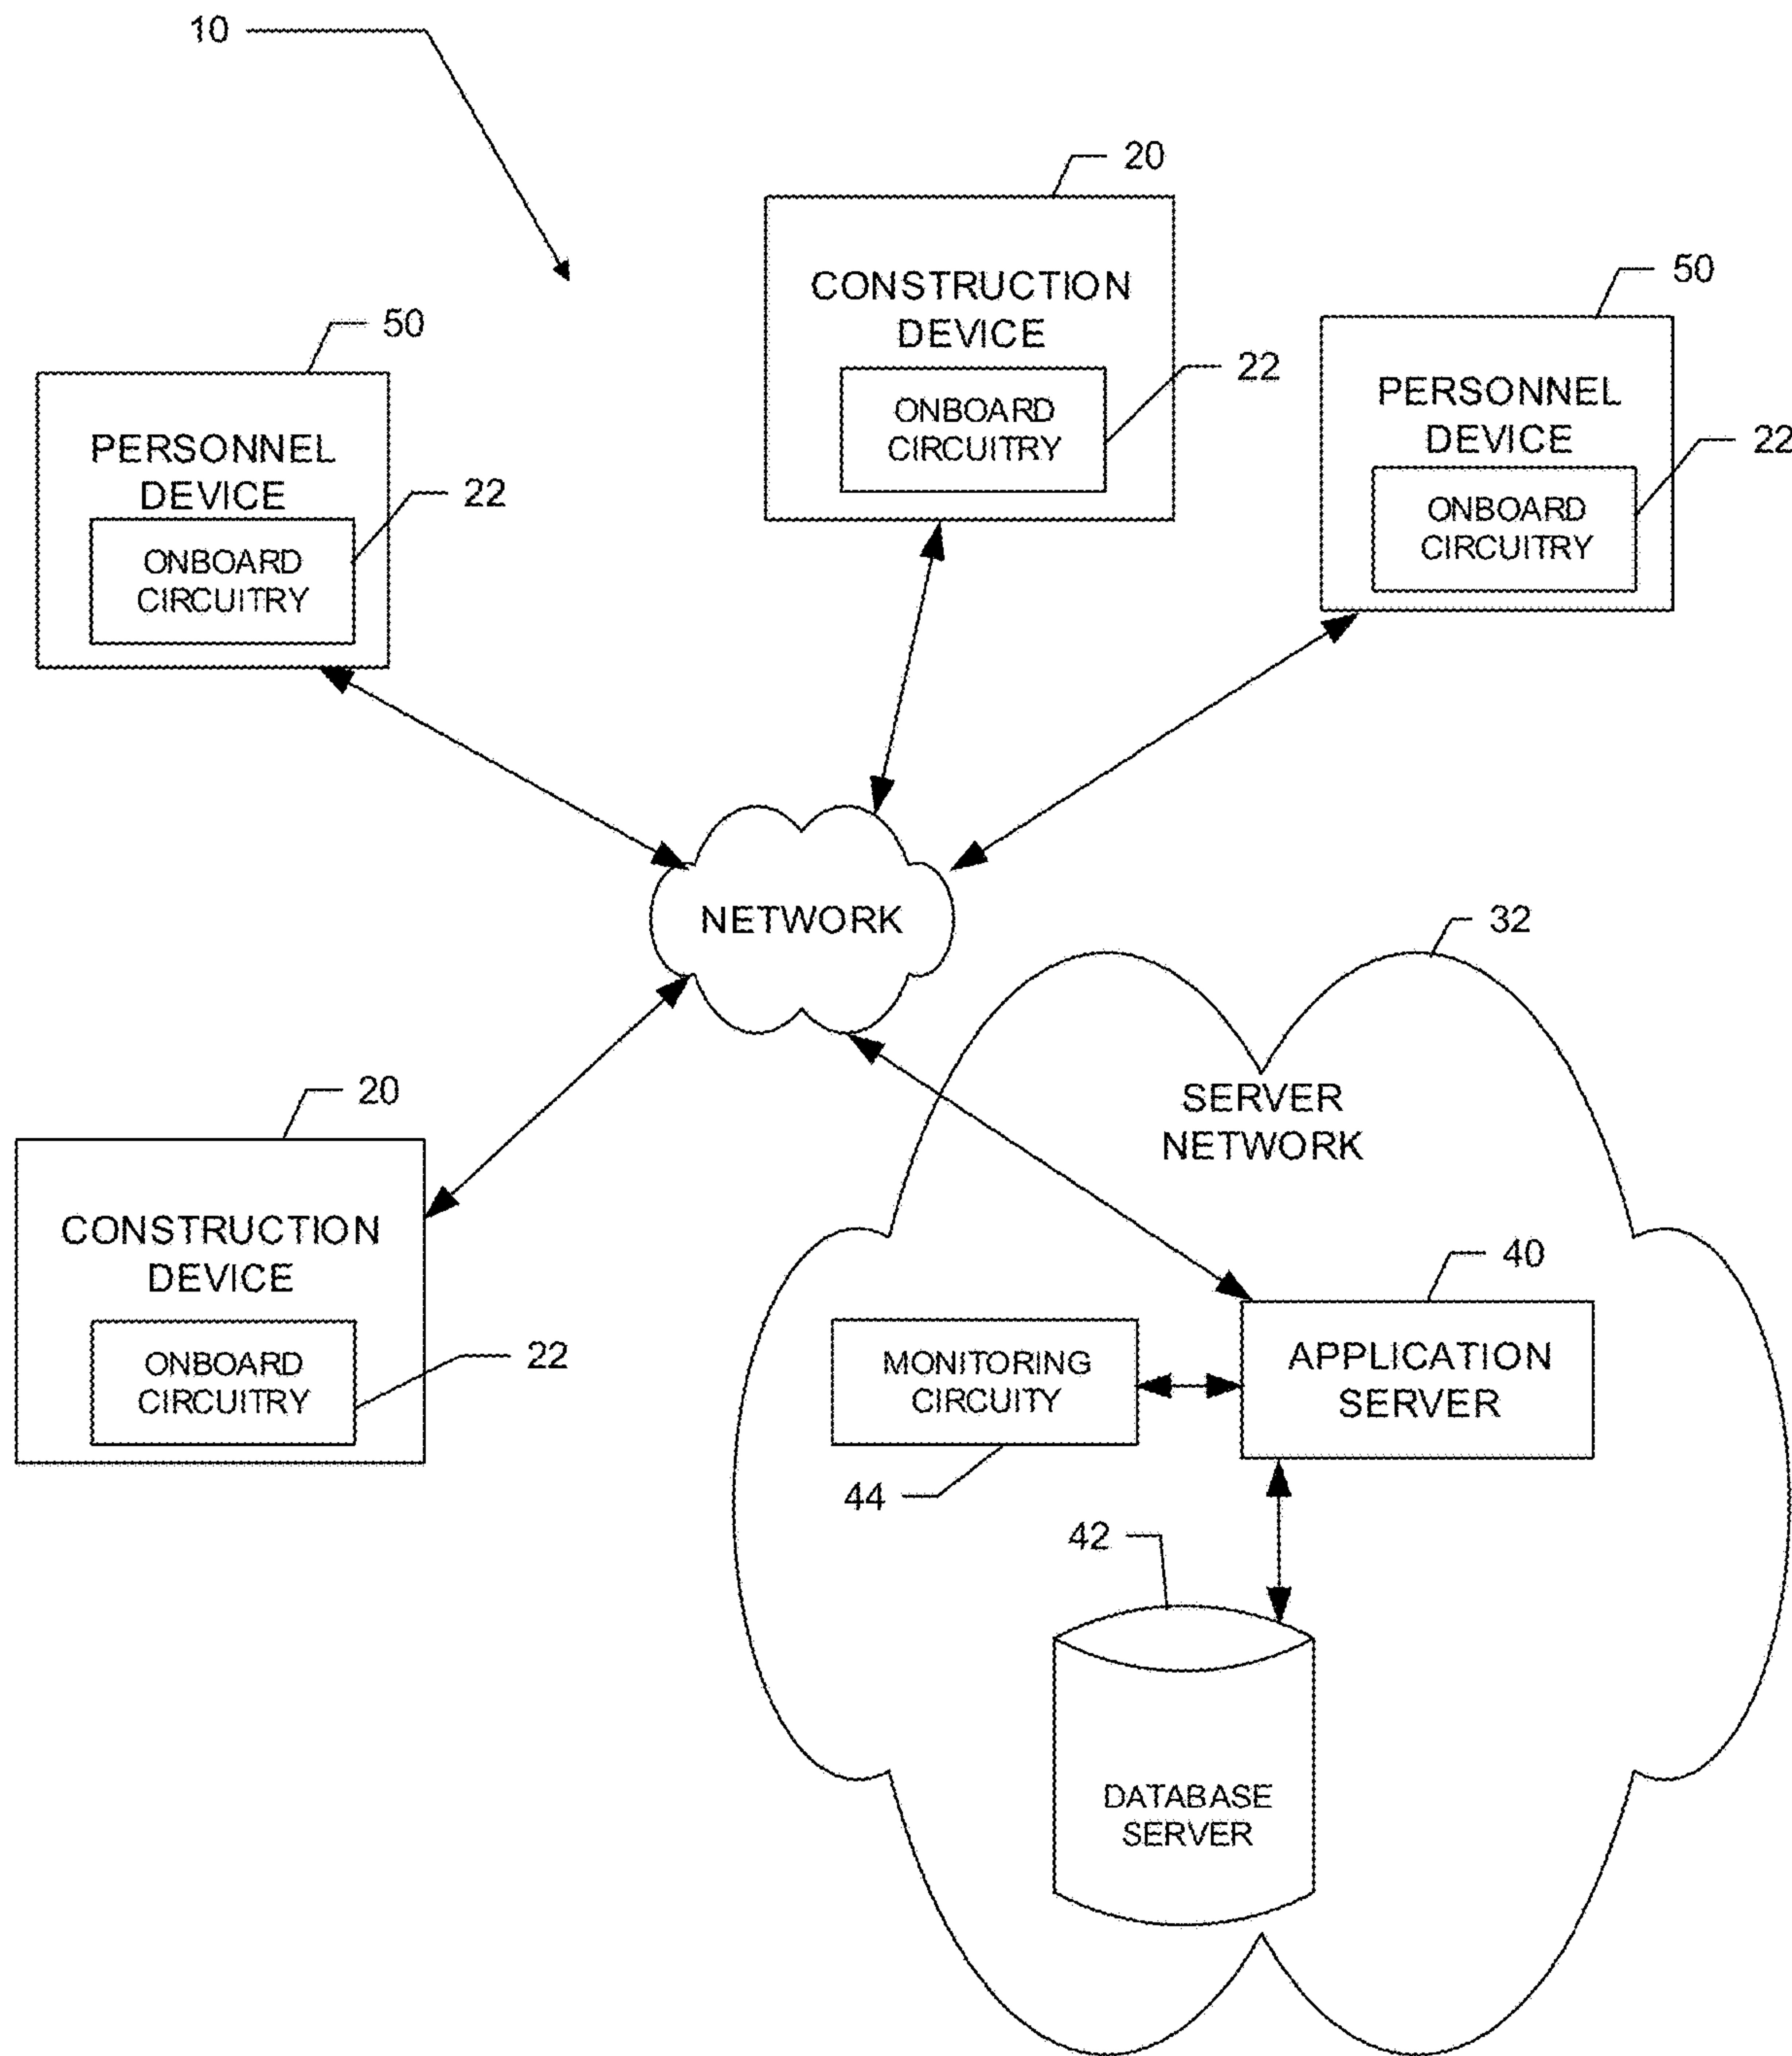 10
20
CONSTRUCTION
DEVICE
ONBOARD
CIRCUITRY
22
50
PERSONNEL
DEVICE
ONBOARD
CIRCUITRY
22
50
PERSONNEL
DEVICE
ONBOARD
CIRCUITRY
22
NETWORK
32
SERVER
NETWORK
20
CONSTRUCTION
DEVICE
ONBOARD
CIRCUITRY
22
40
APPLICATION
SERVER
MONITORING
CIRCUITY
44
42
DATABASE
SERVER